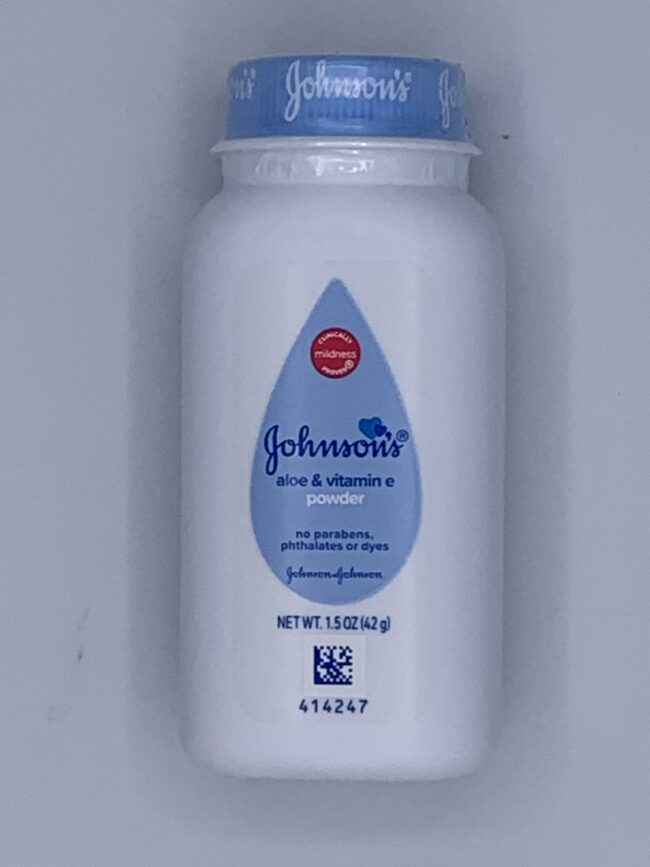 Johnson's®
CLINICALLY
mildness
PROVEN®
Johnson's®
aloe & vitamin e
powder
no parabens,
phthalates or dyes
Johnson & Johnson
NET WT. 1.5 OZ (42 g)
414247